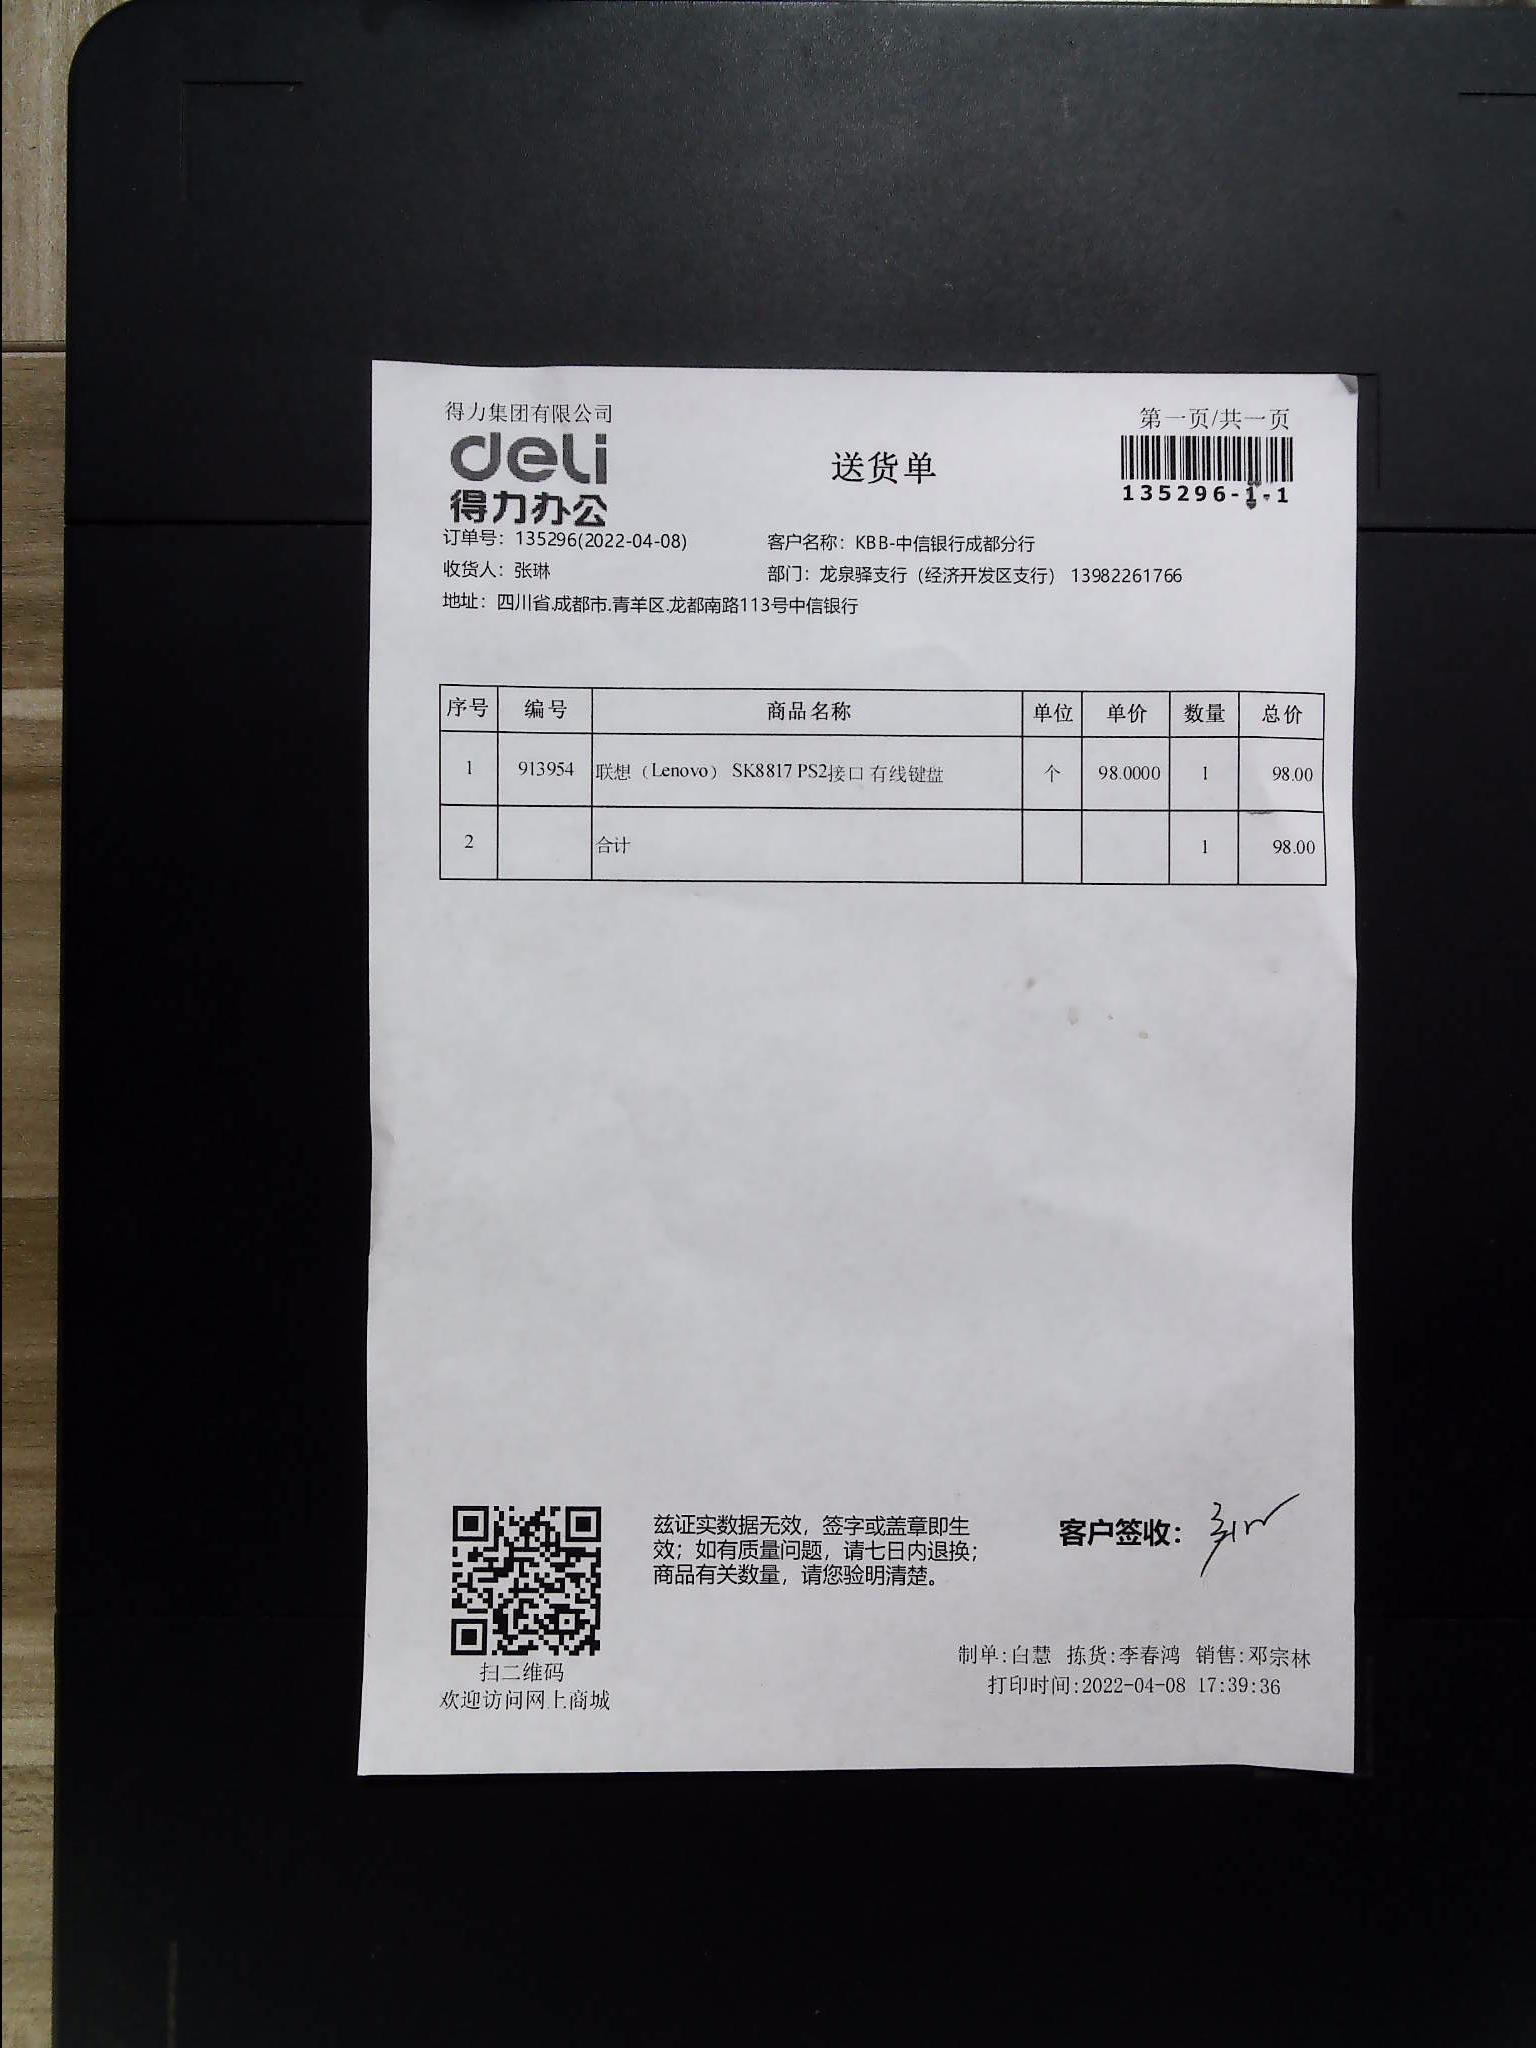 得力集团有限公司
第一页/共一页
deli
得力办公
送货单
135296-1-1
订单号：135296(2022-04-08)
客户名称：KBB-中信银行成都分行
收货人：张琳
部门：龙泉驿支行（经济开发区支行） 13982261766
地址：四川省.成都市.青羊区.龙都南路113号中信银行
序号 编号 商品名称 单位 单价 数量 总价
1 913954 联想（Lenovo） SK8817 PS2接口 有线键盘 个 98.0000 1 98.00
2 合计 1 98.00
兹证实数据无效，签字或盖章即生
效；如有质量问题，请七日内退换；
商品有关数量，请您验明清楚。
客户签收：
扫二维码
欢迎访问网上商城
制单:白慧 拣货:李春鸿 销售:邓宗林
打印时间:2022-04-08 17:39:36